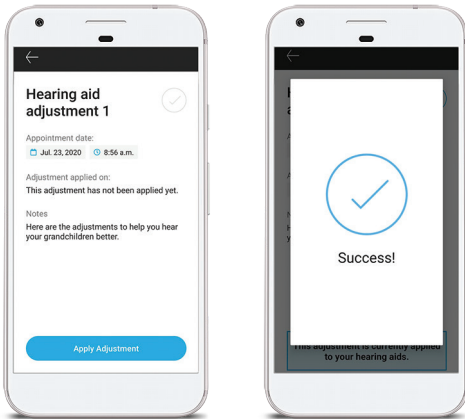 Hearing aid
adjustment 1
Appointment date:
Jul. 23, 2020 8:56 a.m.
Adjustment applied on:
This adjustment has not been applied yet.
Notes
Here are the adjustments to help you hear
your grandchildren better.
Apply Adjustment
Success!
This adjustment is currently applied
to your hearing aids.